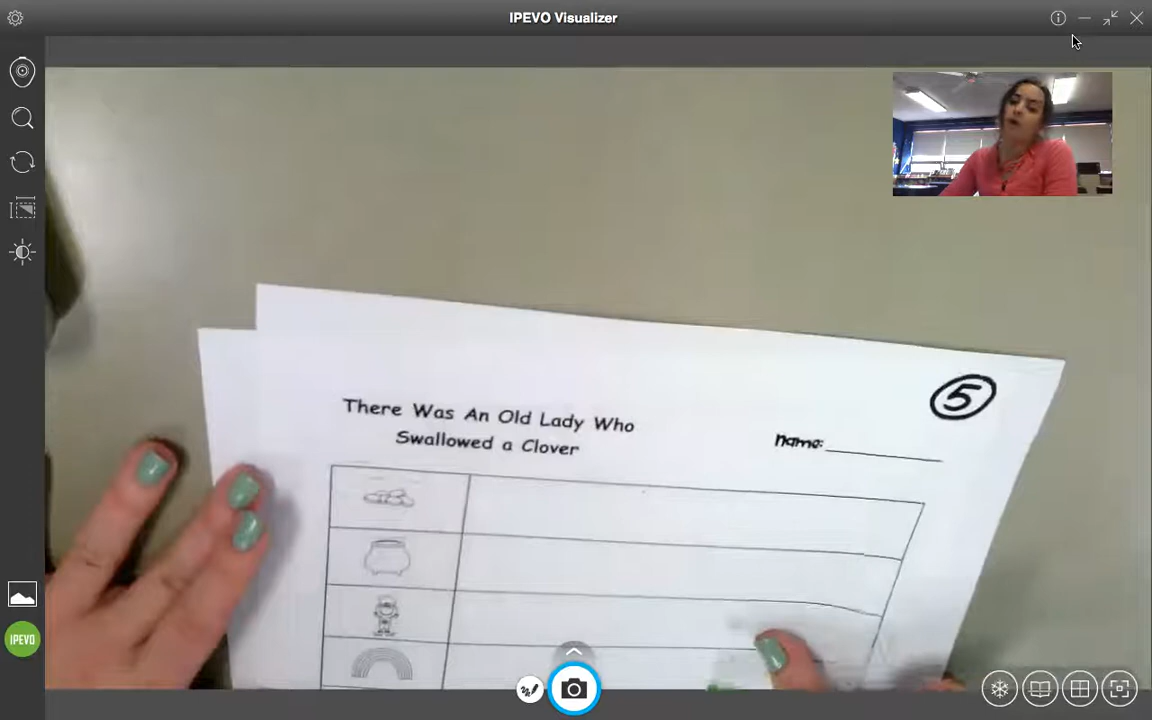 IPEVO Visualizer
5
There Was An Old Lady Who
Swallowed a Clover
name:
IPEVO